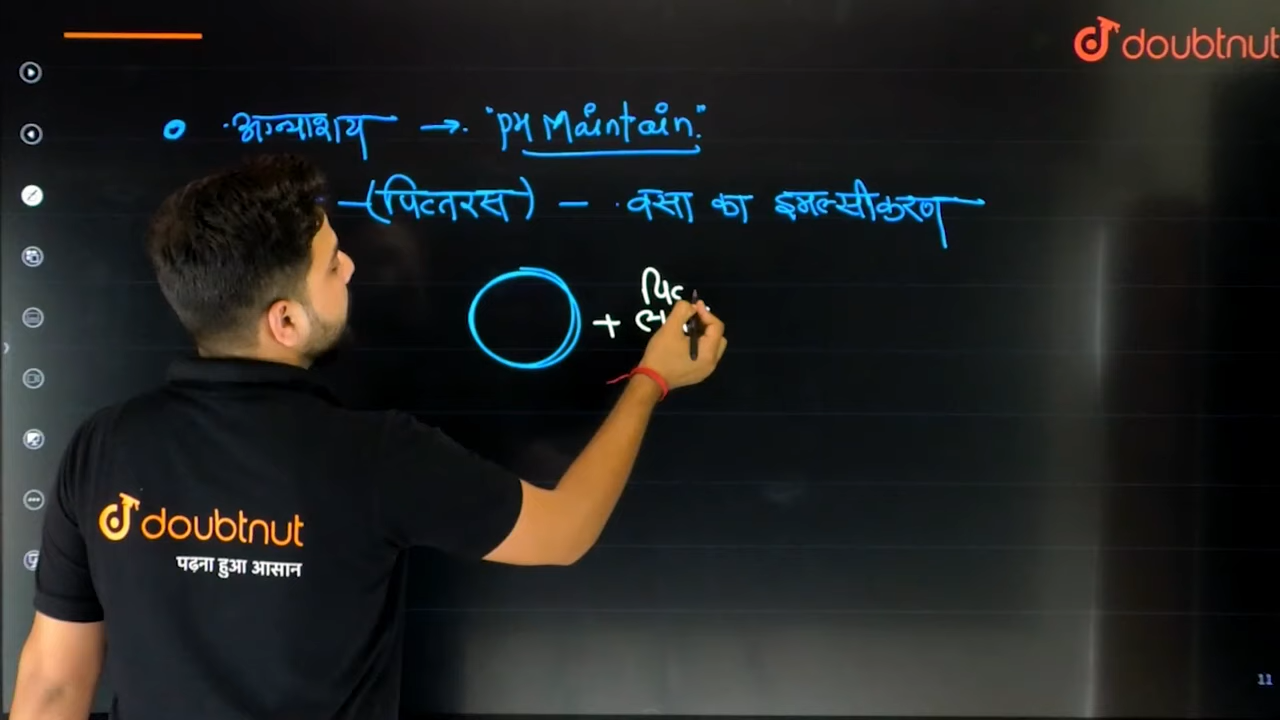 doubtnut
अग्न्याशय → "PH Maintain."
–(पित्तरस) – वसा का इमल्सीकरण
+
doubtnut
पढ़ना हुआ आसान
11